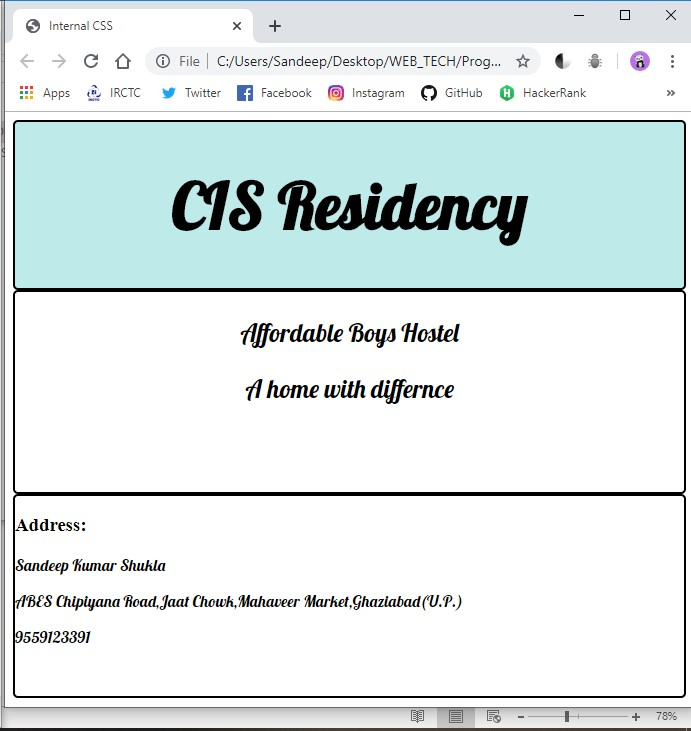 Internal CSS
File | C:/Users/Sandeep/Desktop/WEB_TECH/Prog...
Apps IRCTC Twitter Facebook Instagram GitHub HackerRank »
CIS Residency
Affordable Boys Hostel
A home with differnce
Address:
Sandeep Kumar Shukla
ABES Chipiyana Road,Jaat Chowk,Mahaveer Market,Ghaziabad(U.P.)
9559123391
78%